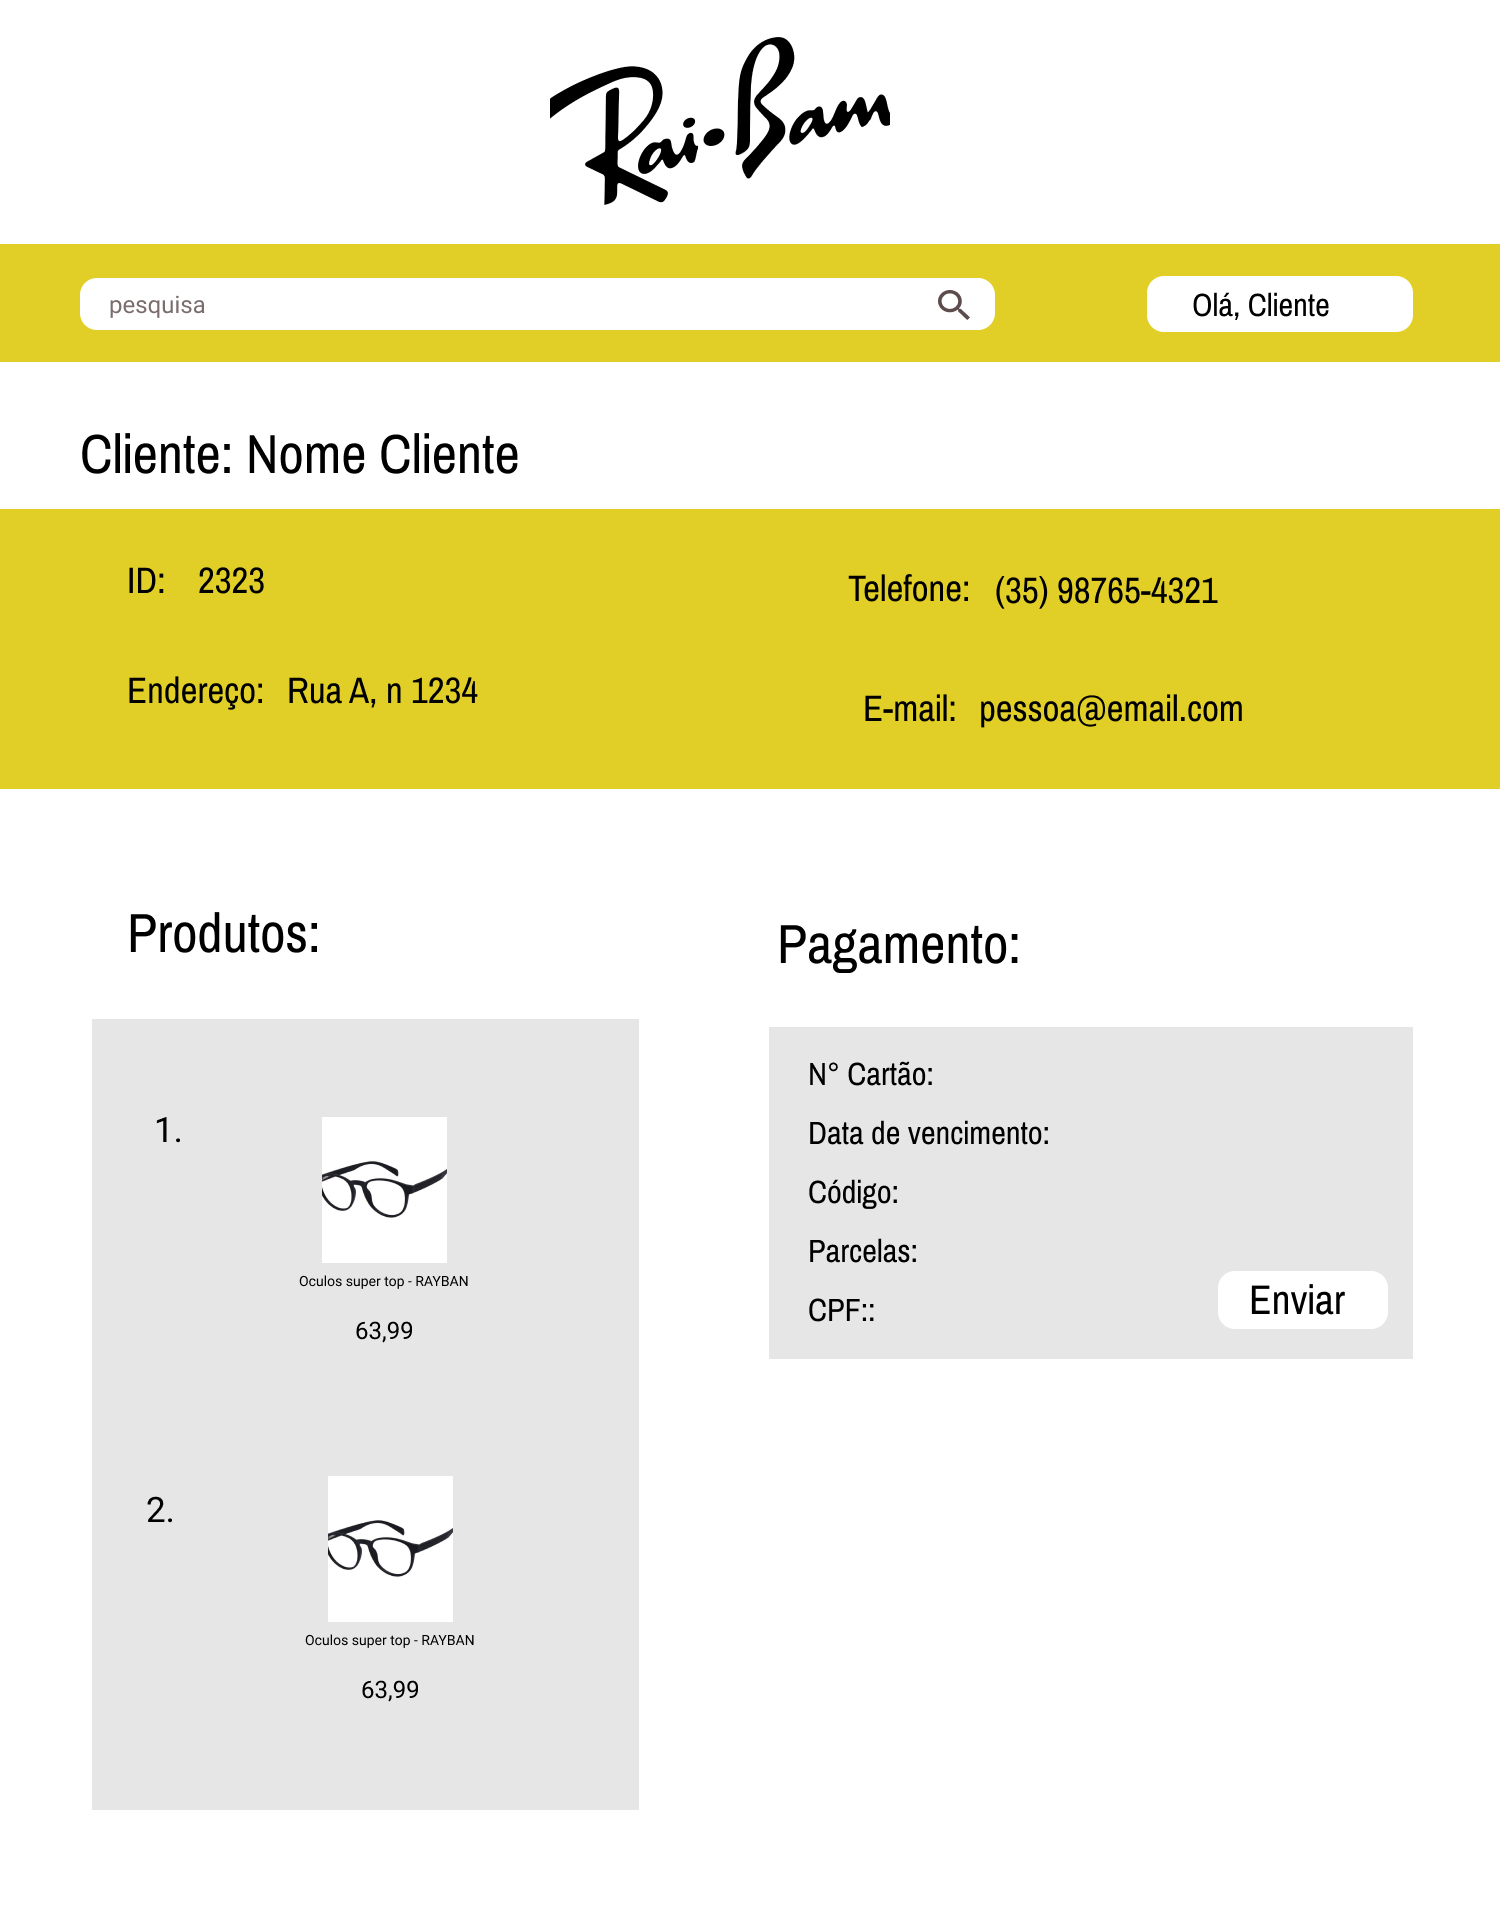 Rai-Bam
pesquisa
Olá, Cliente
Cliente: Nome Cliente
ID: 2323
Telefone: (35) 98765-4321
Endereço: Rua A, n 1234
E-mail: pessoa@email.com
Produtos:
Pagamento:
1.
Oculos super top - RAYBAN
63,99
2.
Oculos super top - RAYBAN
63,99
N° Cartão:
Data de vencimento:
Código:
Parcelas:
CPF::
Enviar